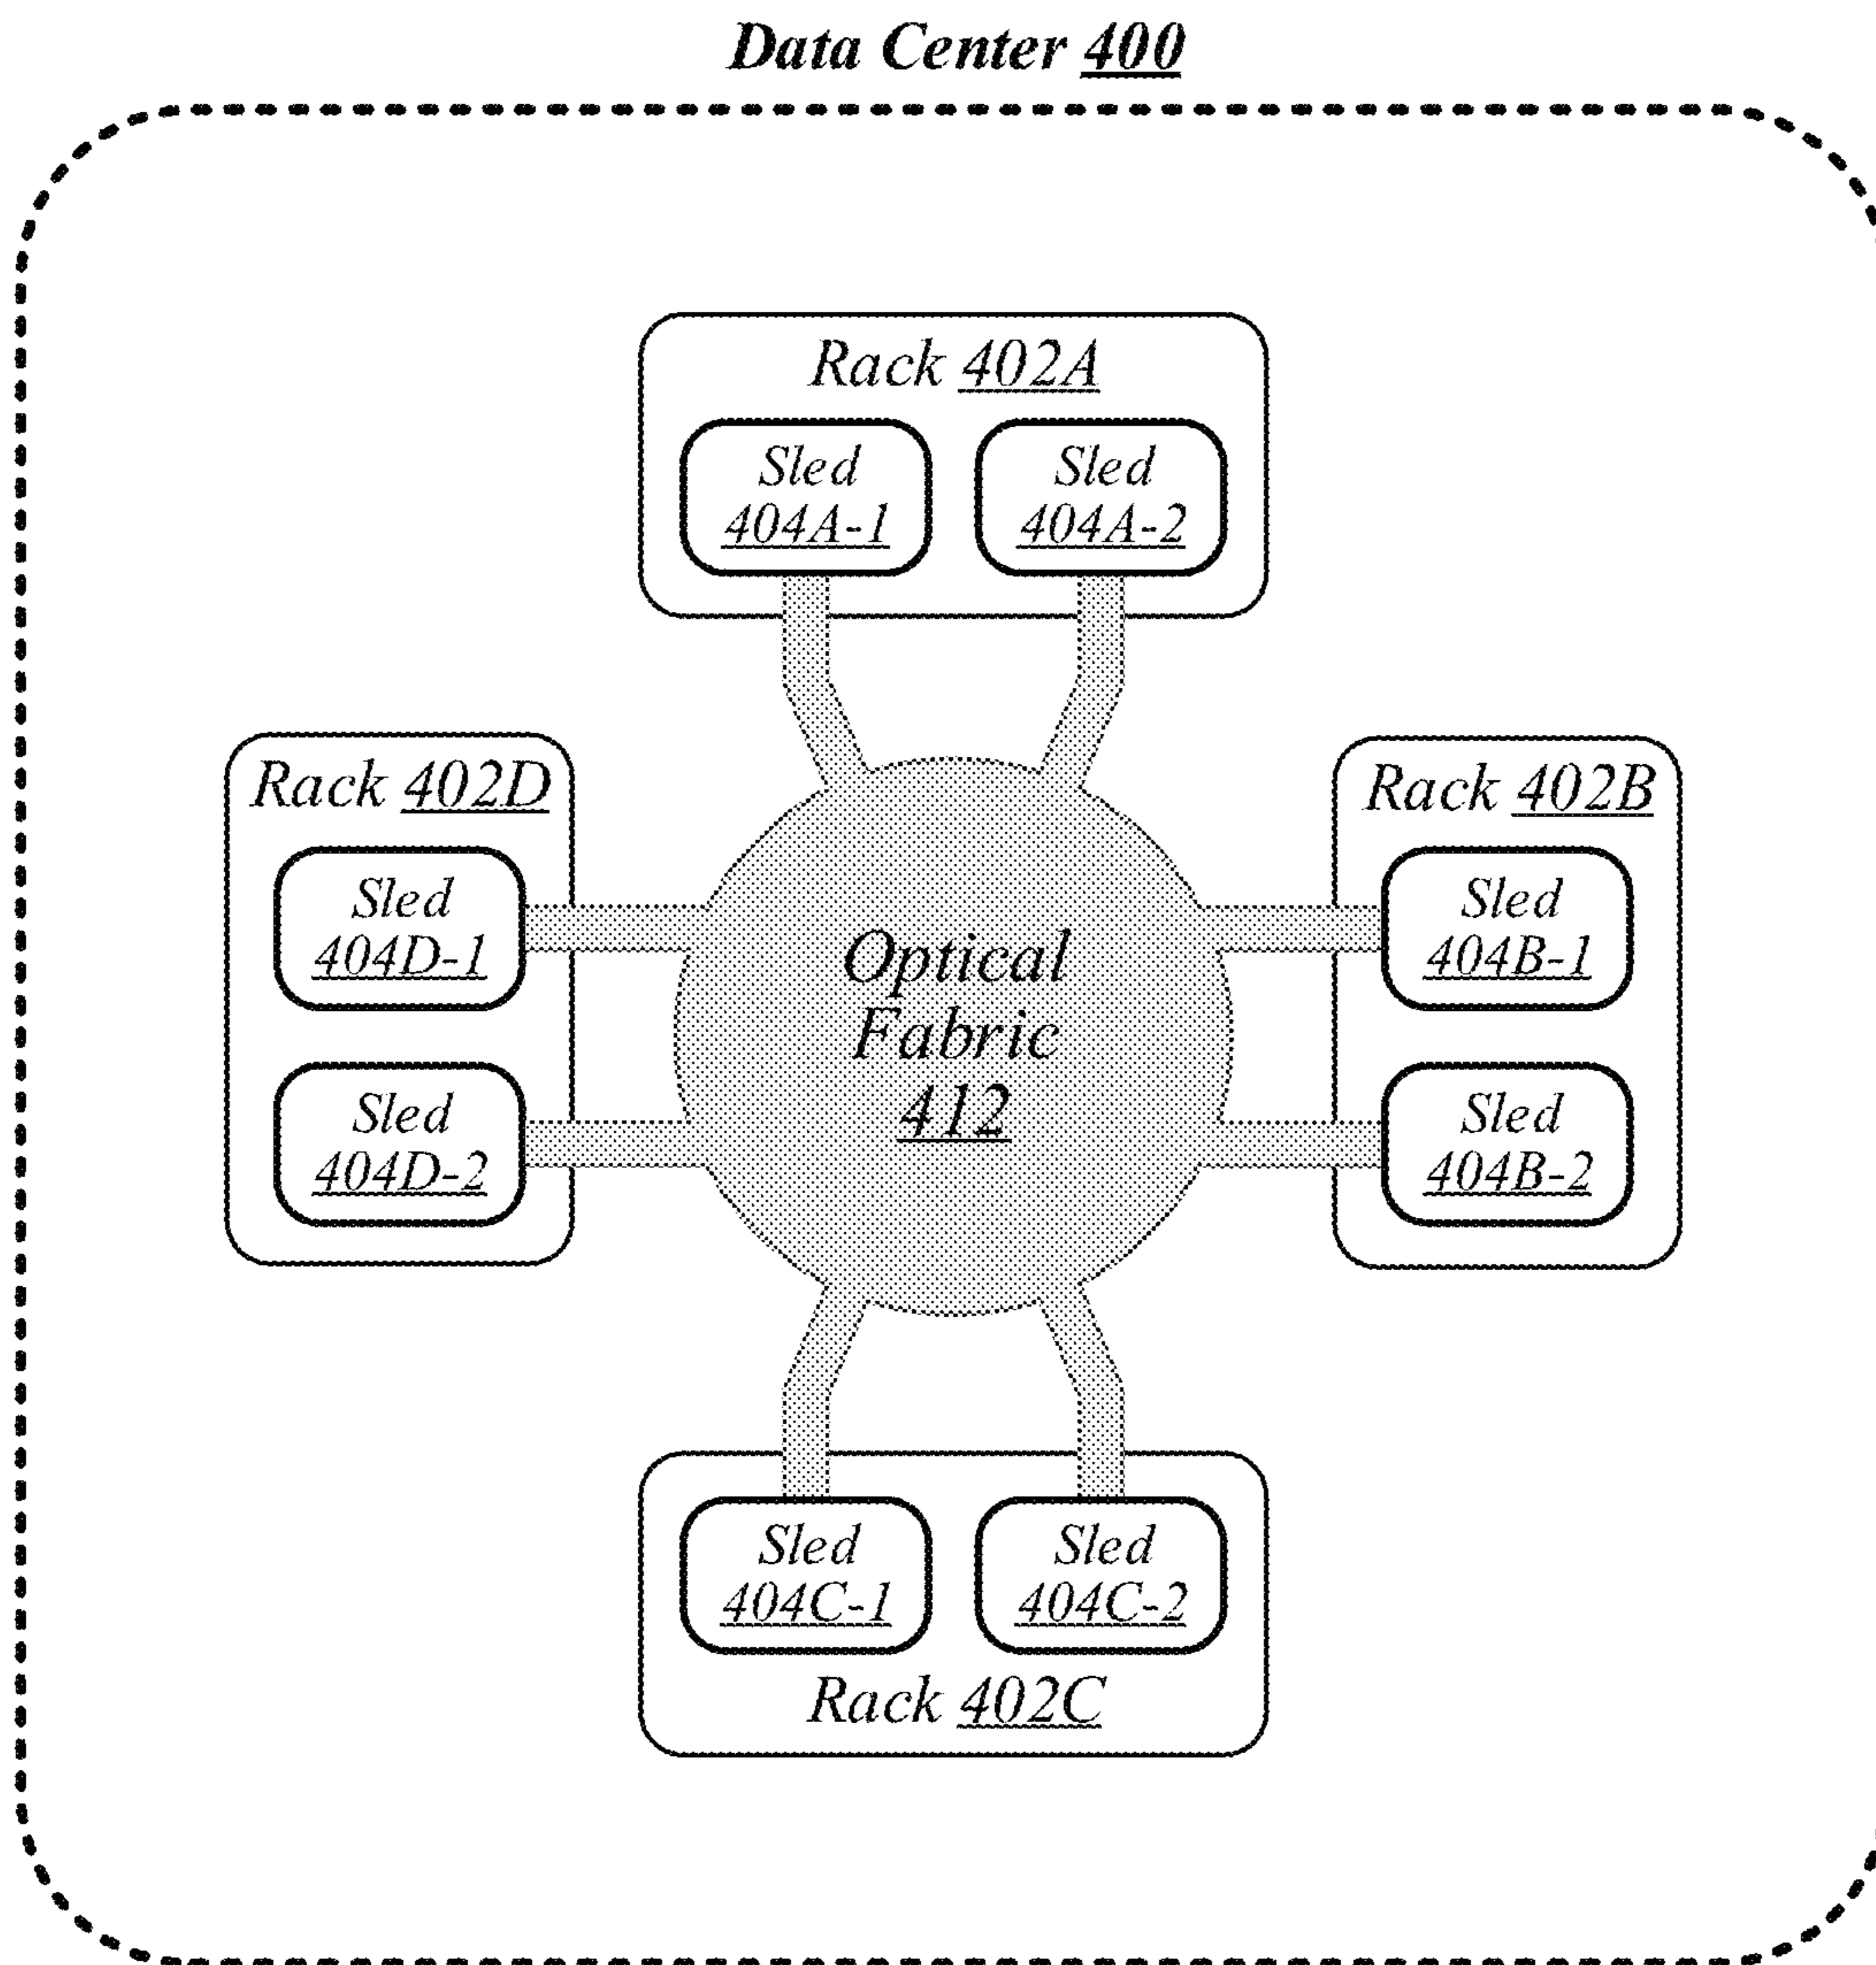 Data Center 400
Rack 402A
Sled
404A-1
Sled
404A-2
Rack 402D
Sled
404D-1
Sled
404D-2
Optical
Fabric
412
Rack 402B
Sled
404B-1
Sled
404B-2
Sled
404C-1
Sled
404C-2
Rack 402C